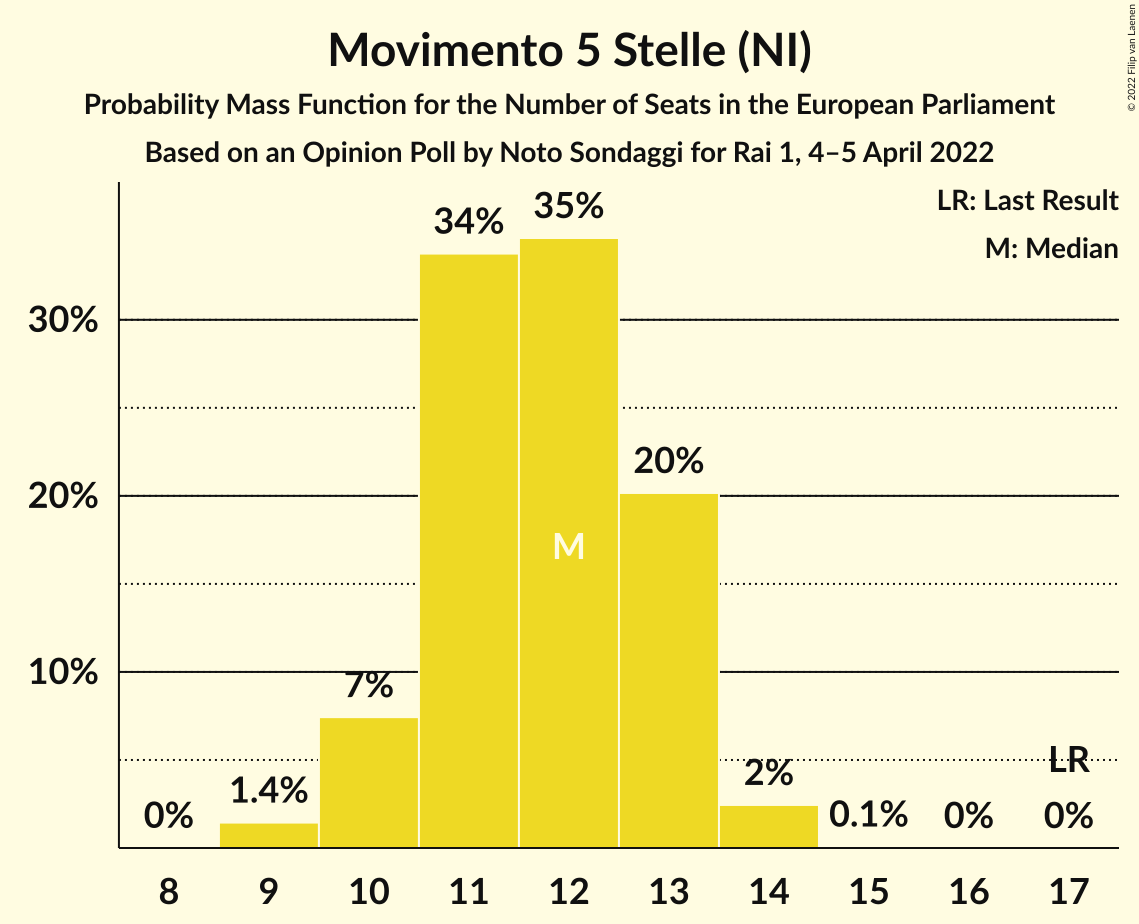 Movimento 5 Stelle (NI)
Probability Mass Function for the Number of Seats in the European Parliament
Based on an Opinion Poll by Noto Sondaggi for Rai 1, 4–5 April 2022
© 2022 Filip van Laenen
LR: Last Result
M: Median
30%
20%
10%
0%
1.4%
7%
34%
35%
M
20%
2%
0.1%
0%
LR
0%
8 9 10 11 12 13 14 15 16 17